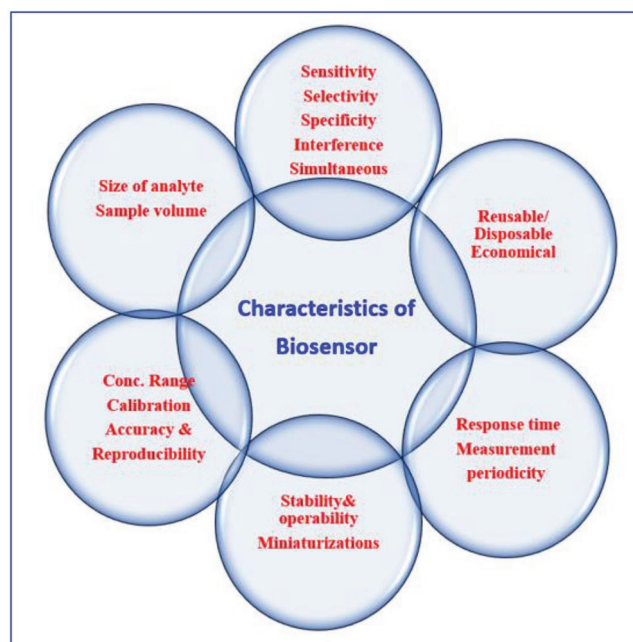 Sensitivity
Selectivity
Specificity
Interference
Simultaneous
Size of analyte
Sample volume
Reusable/
Disposable
Economical
Characteristics of
Biosensor
Conc. Range
Calibration
Accuracy &
Reproducibility
Response time
Measurement
periodicity
Stability&
operability
Miniaturizations